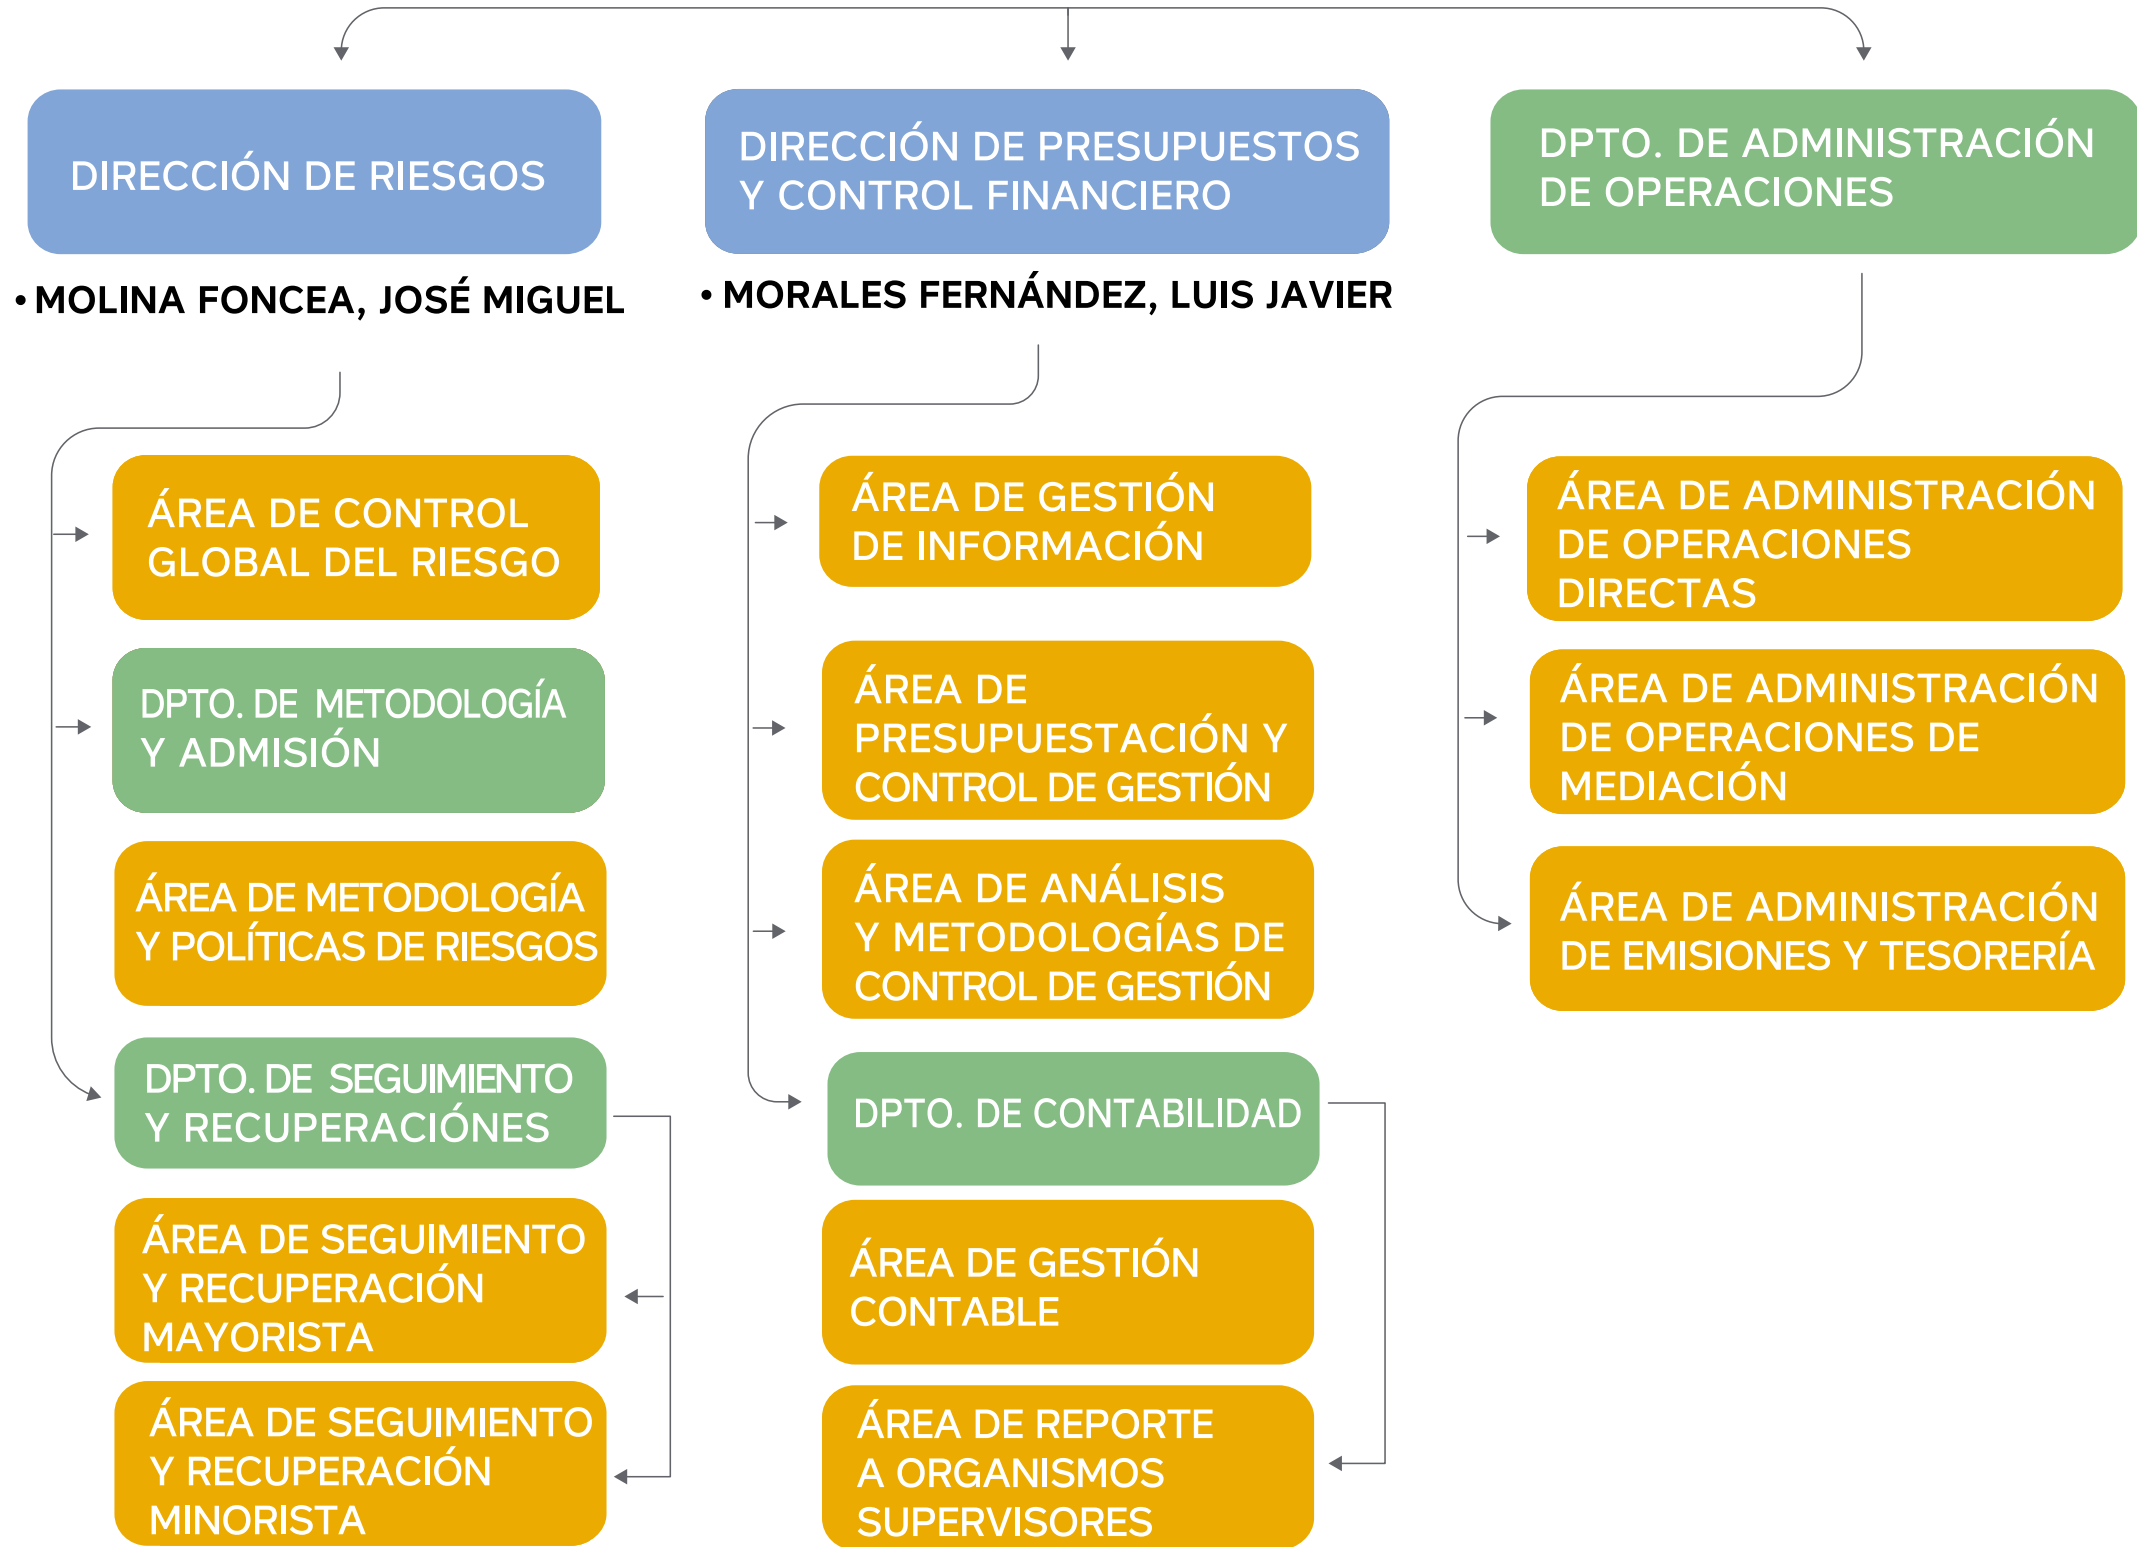 DIRECCIÓN DE RIESGOS
• MOLINA FONCEA, JOSÉ MIGUEL
ÁREA DE CONTROL
GLOBAL DEL RIESGO
DPTO. DE METODOLOGÍA
Y ADMISIÓN
ÁREA DE METODOLOGÍA
Y POLÍTICAS DE RIESGOS
DPTO. DE SEGUIMIENTO
Y RECUPERACIÓNES
ÁREA DE SEGUIMIENTO
Y RECUPERACIÓN
MAYORISTA
ÁREA DE SEGUIMIENTO
Y RECUPERACIÓN
MINORISTA
DIRECCIÓN DE PRESUPUESTOS
Y CONTROL FINANCIERO
• MORALES FERNÁNDEZ, LUIS JAVIER
ÁREA DE GESTIÓN
DE INFORMACIÓN
ÁREA DE
PRESUPUESTACIÓN Y
CONTROL DE GESTIÓN
ÁREA DE ANÁLISIS
Y METODOLOGÍAS DE
CONTROL DE GESTIÓN
DPTO. DE CONTABILIDAD
ÁREA DE GESTIÓN
CONTABLE
ÁREA DE REPORTE
A ORGANISMOS
SUPERVISORES
DPTO. DE ADMINISTRACIÓN
DE OPERACIONES
ÁREA DE ADMINISTRACIÓN
DE OPERACIONES
DIRECTAS
ÁREA DE ADMINISTRACIÓN
DE OPERACIONES DE
MEDIACIÓN
ÁREA DE ADMINISTRACIÓN
DE EMISIONES Y TESORERÍA